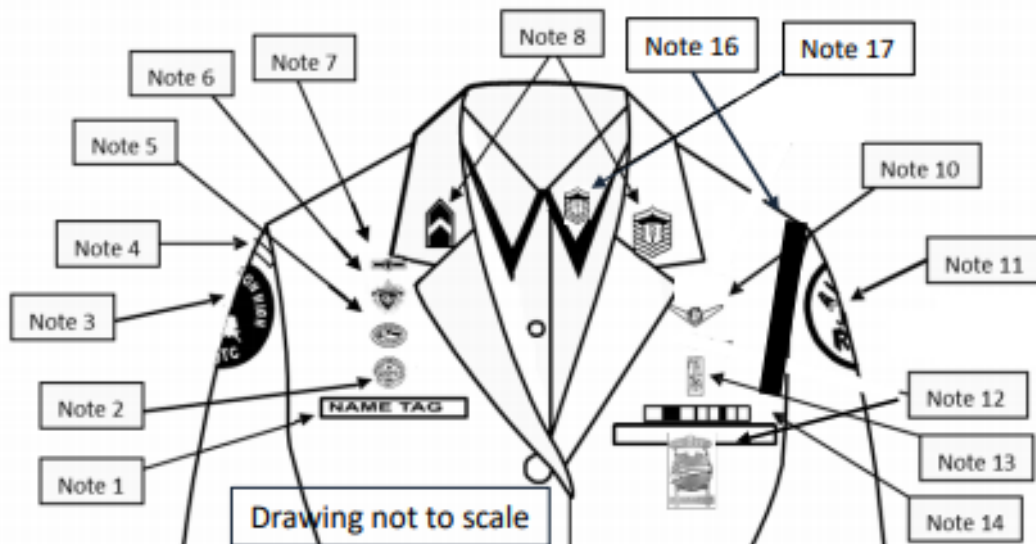 Note 8
Note 16
Note 17
Note 7
Note 6
Note 5
Note 10
Note 4
Note 11
Note 3
Note 2
NAME TAG
Note 12
Note 1
Note 13
Drawing not to scale
Note 14